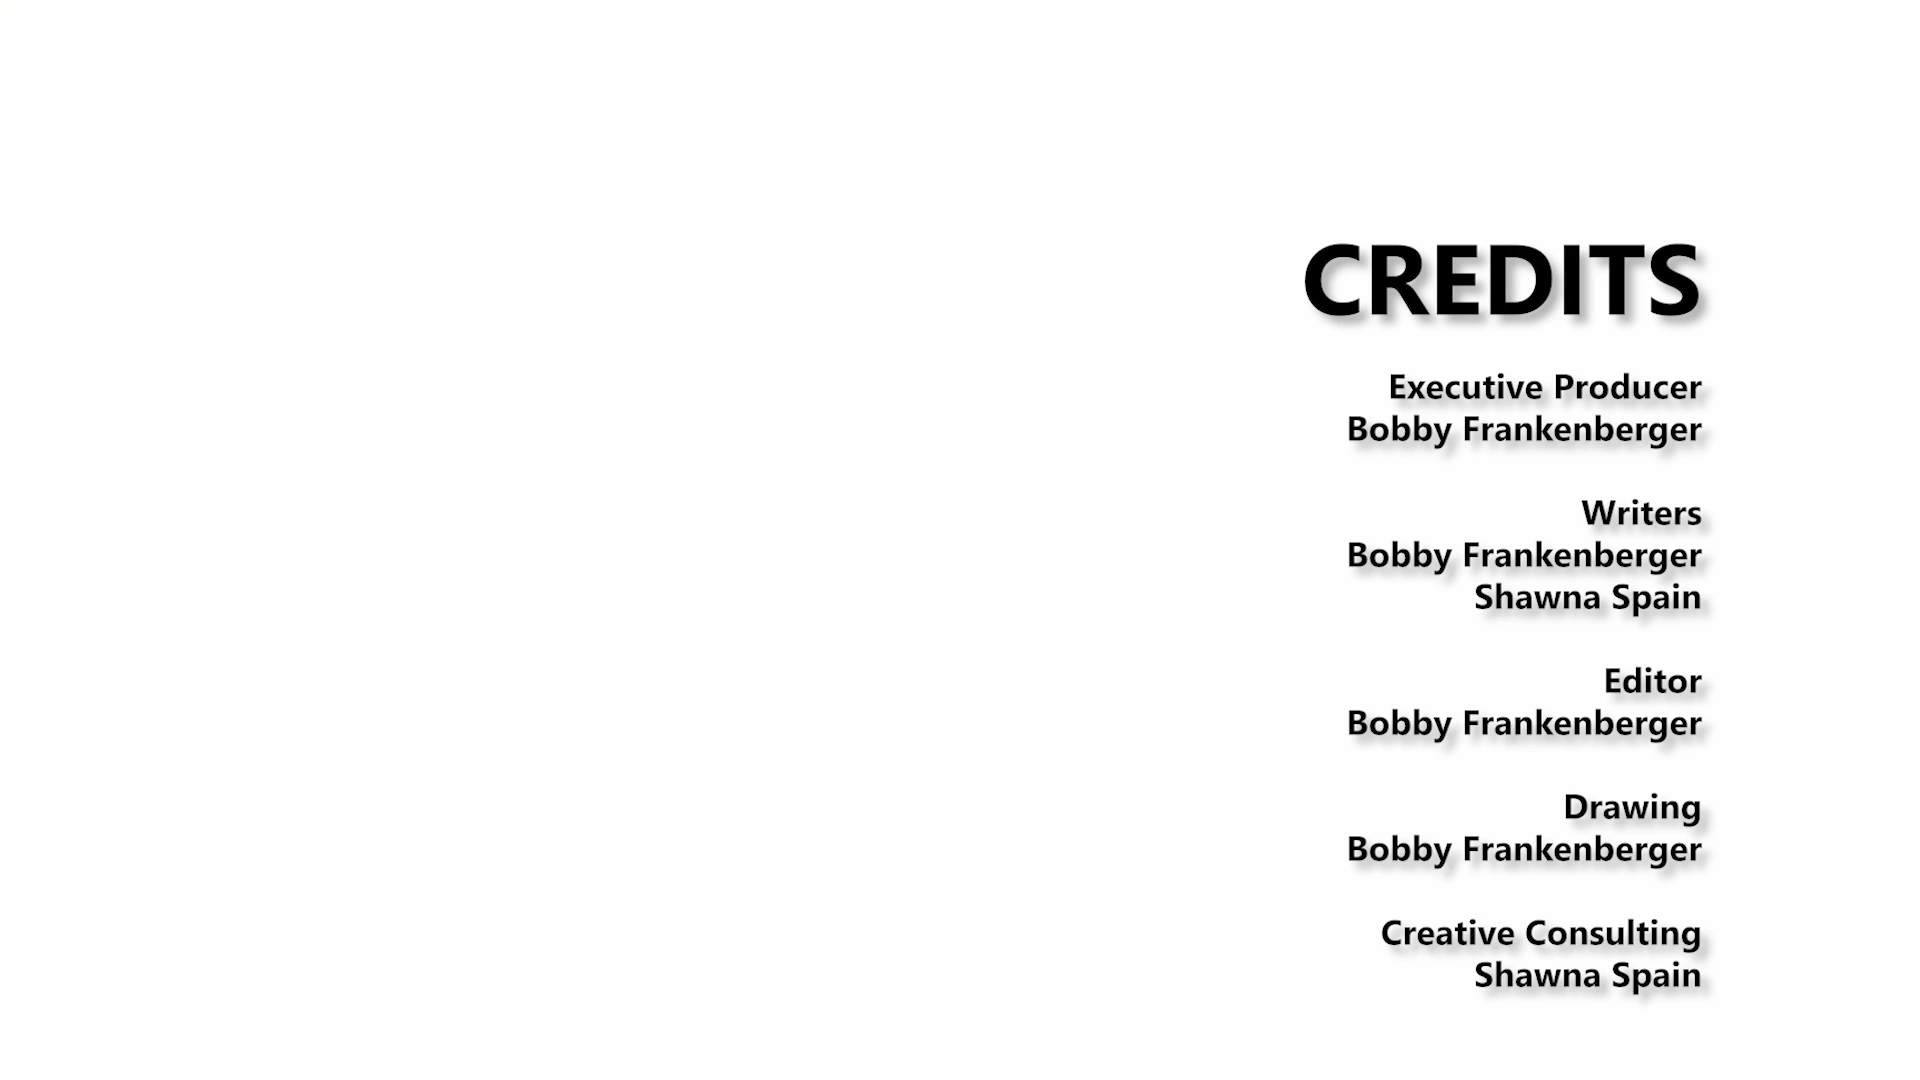 CREDITS
Executive Producer
Bobby Frankenberger
Writers
Bobby Frankenberger
Shawna Spain
Editor
Bobby Frankenberger
Drawing
Bobby Frankenberger
Creative Consulting
Shawna Spain